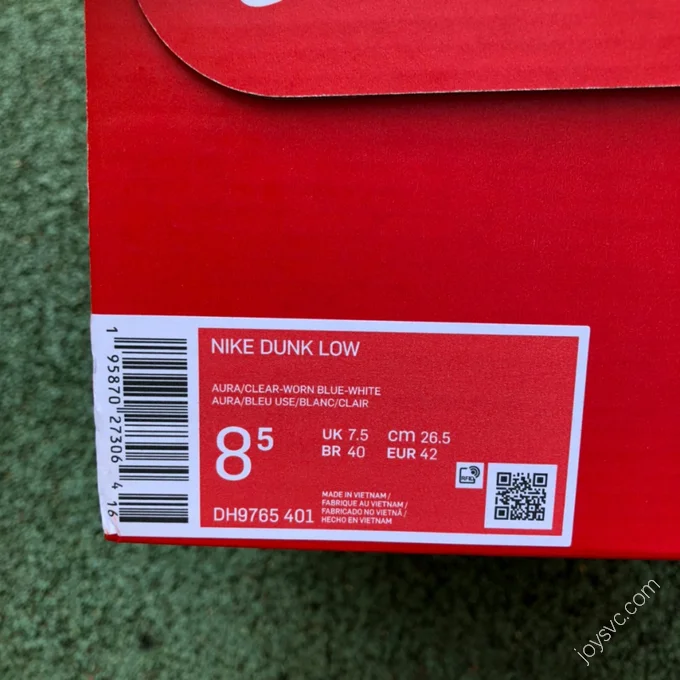 NIKE DUNK LOW
AURA/CLEAR-WORN BLUE-WHITE
AURA/BLEU USE/BLANC/CLAIR
8⁵
UK 7.5 cm 26.5
BR 40 EUR 42
DH9765 401
MADE IN VIETNAM /
FABRIQUE AU VIETNAM /
FABRICADO NO VIETNÃ /
HECHO EN VIETNAM
RFID
1 95870 27306 4 16
joysvc.com